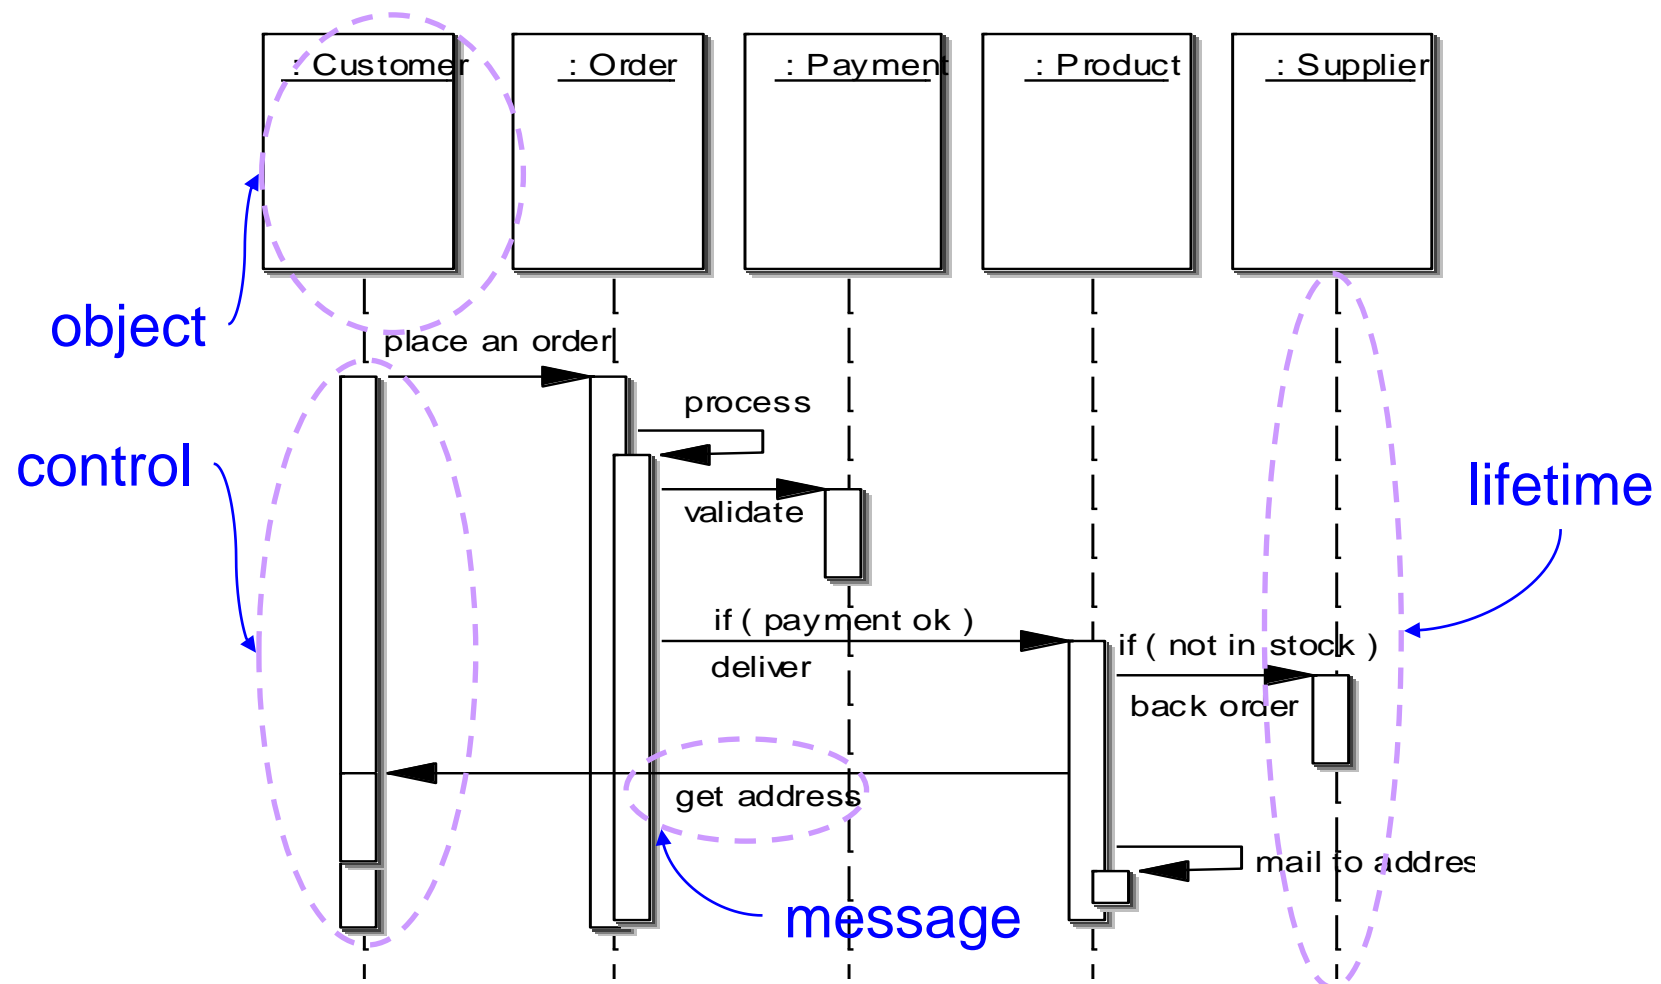 : Customer
: Order
: Payment
: Product
: Supplier
object
place an order
process
control
lifetime
validate
if ( payment ok )
if ( not in stock )
deliver
back order
get address
mail to addres
message